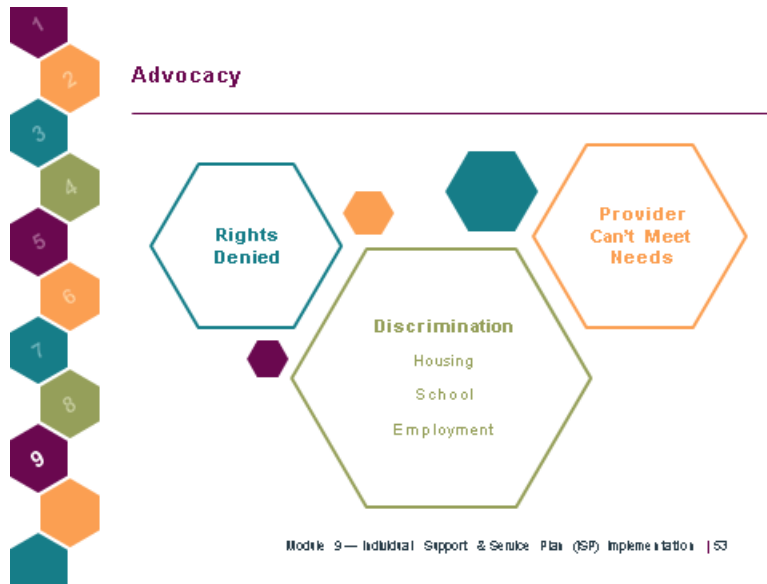 1
2
3
4
5
6
7
8
9
Advocacy
Rights
Denied
Provider
Can't Meet
Needs
Discrimination
Housing
School
Employment
Module 9 — Individual Support & Service Plan (ISP) Implementation | 53